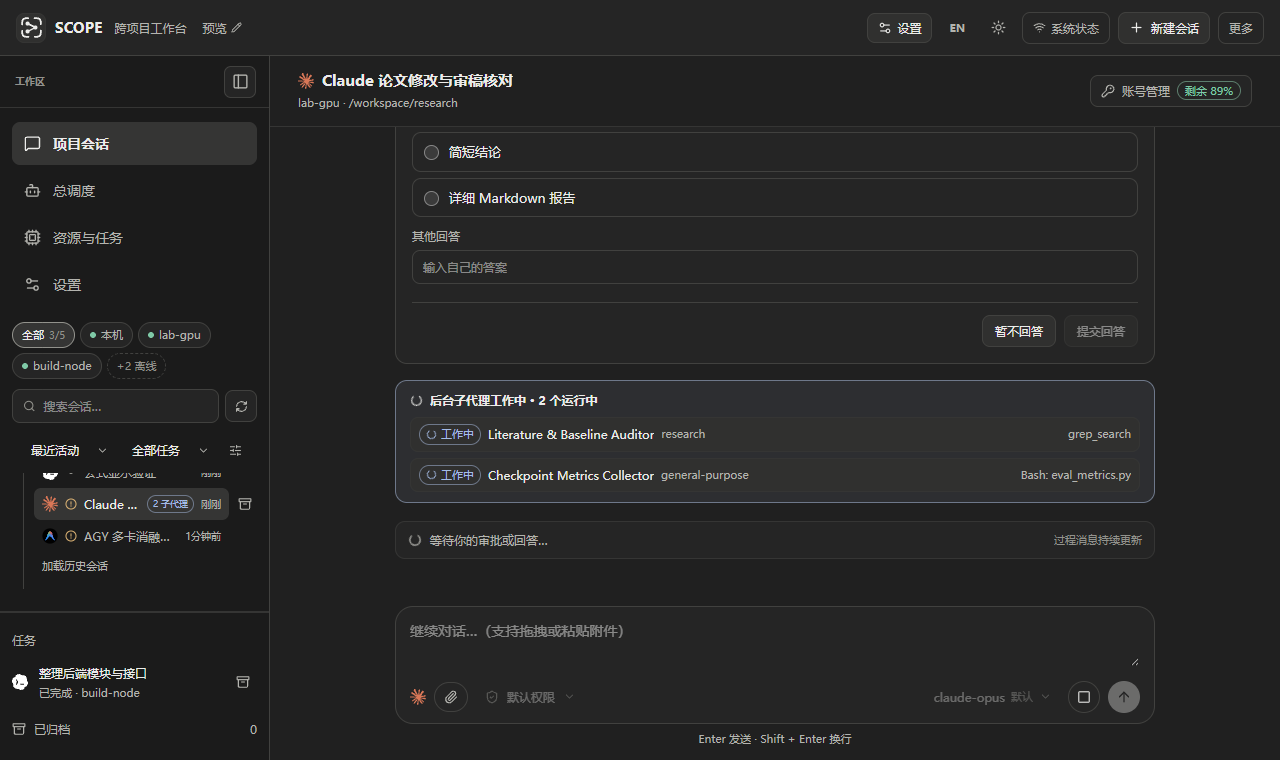 SCOPE 跨项目工作台 预览
设置 EN 系统状态 新建会话 更多
工作区
项目会话
总调度
资源与任务
设置
全部 3/5 本机 lab-gpu
build-node +2 离线
搜索会话...
最近活动 全部任务
公式显示验证 刚刚
Claude ... 2 子代理 刚刚
AGY 多卡消融... 1分钟前
加载历史会话
任务
整理后端模块与接口
已完成 · build-node
已归档 0
Claude 论文修改与审稿核对
lab-gpu · /workspace/research
账号管理 剩余 89%
简短结论
详细 Markdown 报告
其他回答
输入自己的答案
暂不回答 提交回答
后台子代理工作中 • 2 个运行中
工作中 Literature & Baseline Auditor research grep_search
工作中 Checkpoint Metrics Collector general-purpose Bash: eval_metrics.py
等待你的审批或回答... 过程消息持续更新
继续对话... (支持拖拽或粘贴附件)
默认权限 claude-opus 默认
Enter 发送 · Shift + Enter 换行